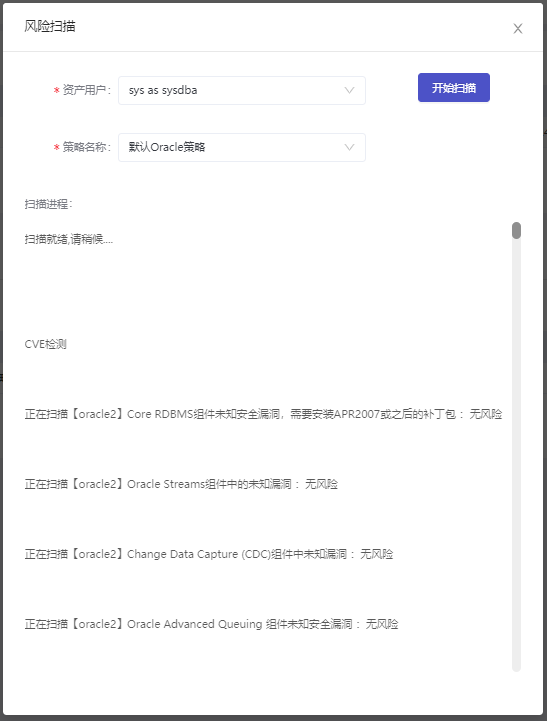 风险扫描
* 资产用户： sys as sysdba 开始扫描
* 策略名称： 默认Oracle策略
扫描进程：
扫描就绪,请稍候....
CVE检测
正在扫描【oracle2】Core RDBMS组件未知安全漏洞，需要安装APR2007或之后的补丁包 ：无风险
正在扫描【oracle2】Oracle Streams组件中的未知漏洞 ：无风险
正在扫描【oracle2】Change Data Capture (CDC)组件中未知漏洞 ：无风险
正在扫描【oracle2】Oracle Advanced Queuing 组件未知安全漏洞 ：无风险